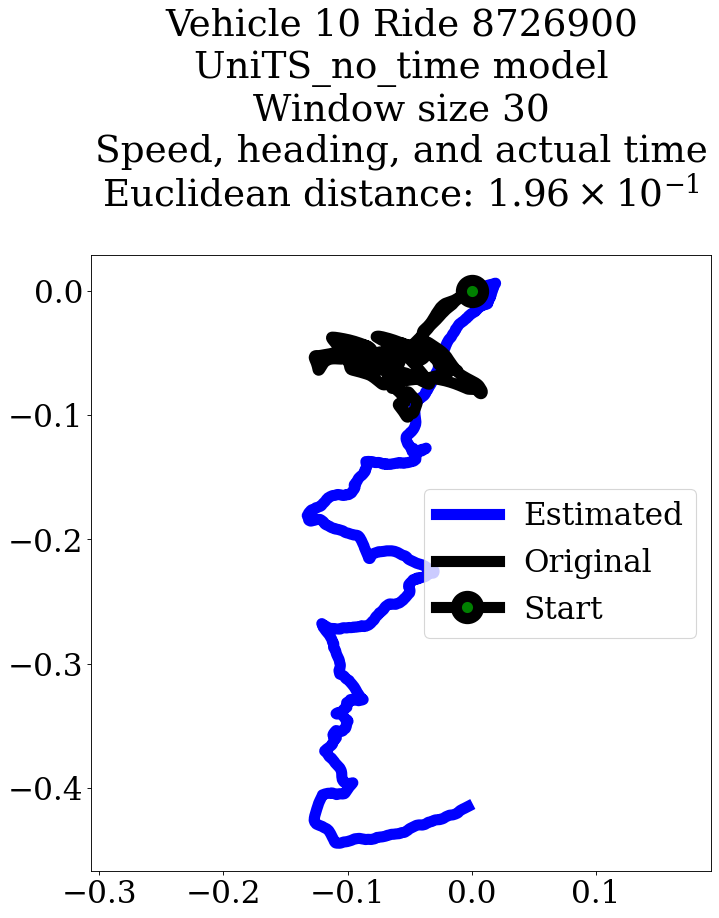 Vehicle 10 Ride 8726900
UniTS_no_time model
Window size 30
Speed, heading, and actual time
Euclidean distance: 1.96 × 10⁻¹
0.0
−0.1
−0.2
−0.3
−0.4
Estimated
Original
Start
−0.3 −0.2 −0.1 0.0 0.1